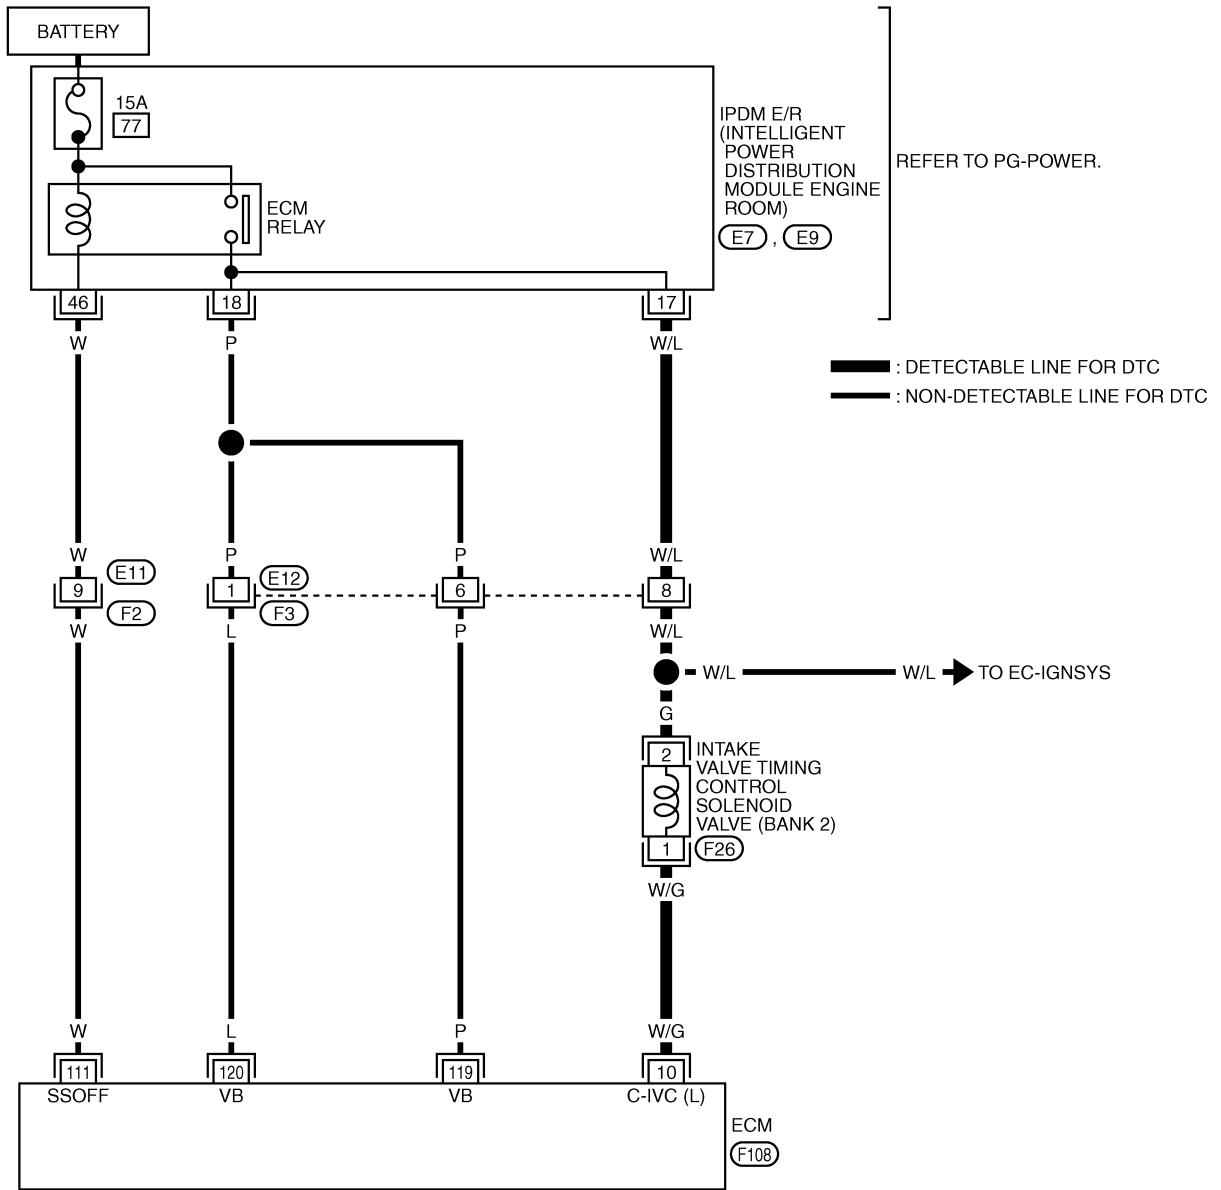 BATTERY
15A
77
IPDM E/R
(INTELLIGENT
POWER
DISTRIBUTION
MODULE ENGINE
ROOM)
E7 , E9
REFER TO PG-POWER.
ECM
RELAY
46 18 17
W P W/L
: DETECTABLE LINE FOR DTC
: NON-DETECTABLE LINE FOR DTC
W P P W/L
9 E11 1 E12 6 8
F2 F3
W L P W/L
W/L W/L TO EC-IGNSYS
G
2 INTAKE
VALVE TIMING
CONTROL
SOLENOID
VALVE (BANK 2)
1 F26
W/G
W L P W/G
111 120 119 10
SSOFF VB VB C-IVC (L)
ECM
F108